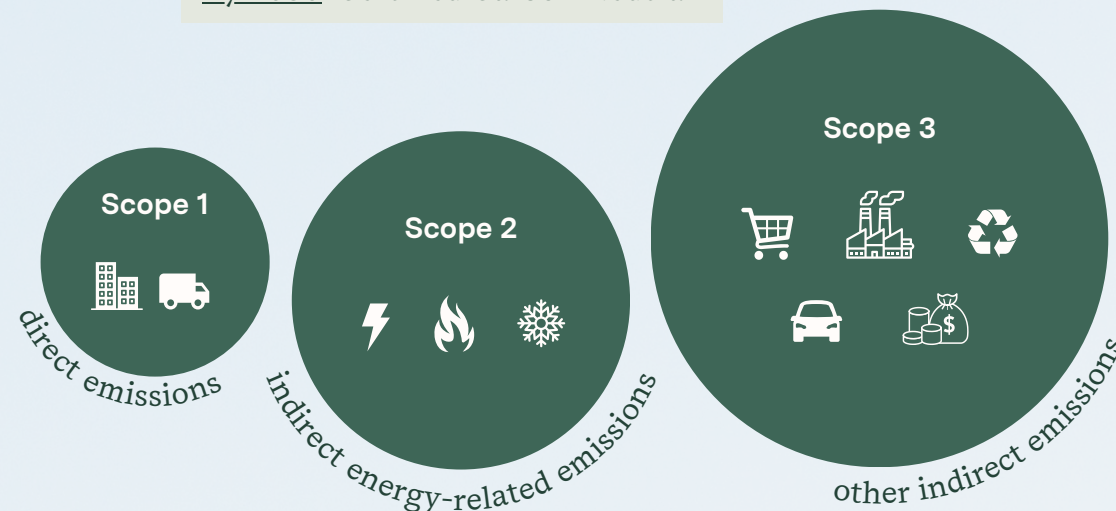 Scope 1
direct emissions
Scope 2
indirect energy-related emissions
Scope 3
$
other indirect emissions